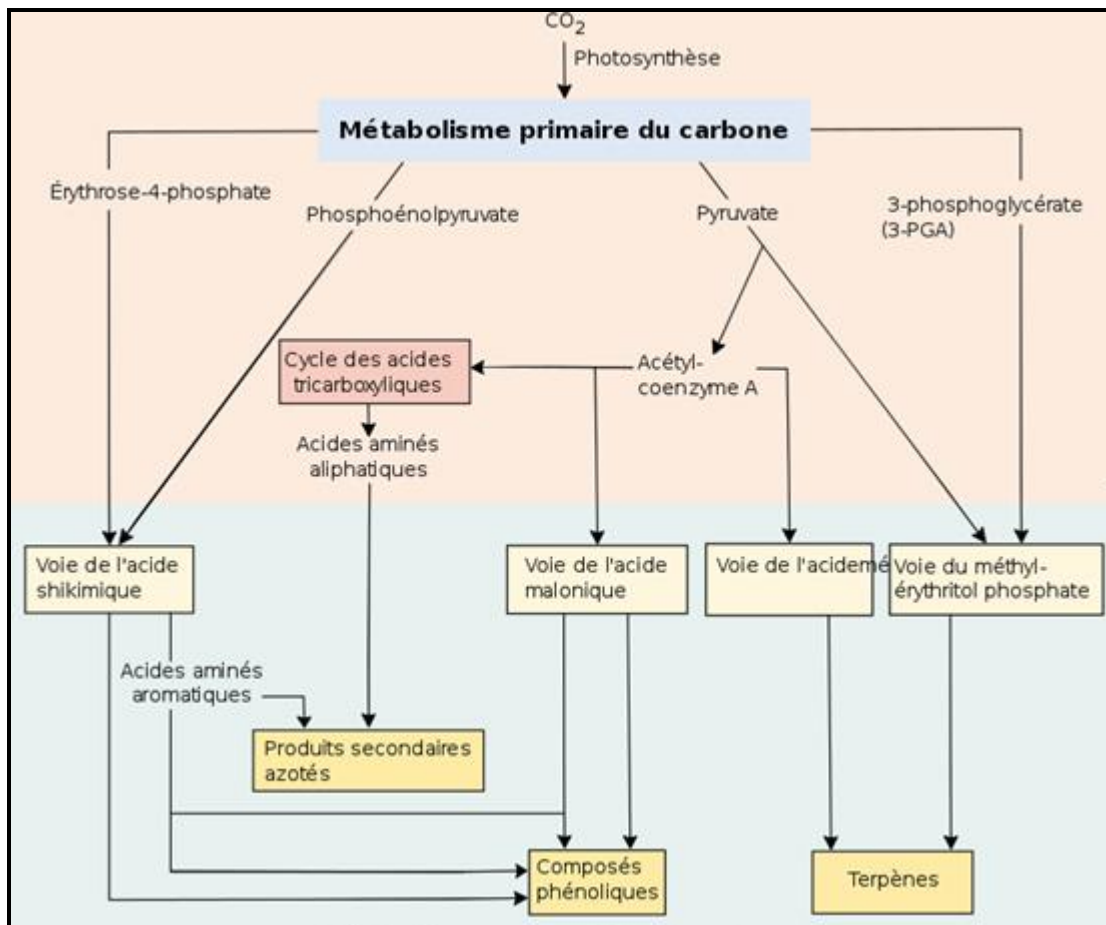 CO2
Photosynthèse
Métabolisme primaire du carbone
Érythrose-4-phosphate
Phosphoénolpyruvate
Pyruvate
3-phosphoglycérate
(3-PGA)
Cycle des acides
tricarboxyliques
Acétyl-
coenzyme A
Acides aminés
aliphatiques
Voie de l'acide
shikimique
Voie de l'acide
malonique
Voie de l'acidemé
Voie du méthyl-
érythritol phosphate
Acides aminés
aromatiques
Produits secondaires
azotés
Composés
phénoliques
Terpènes